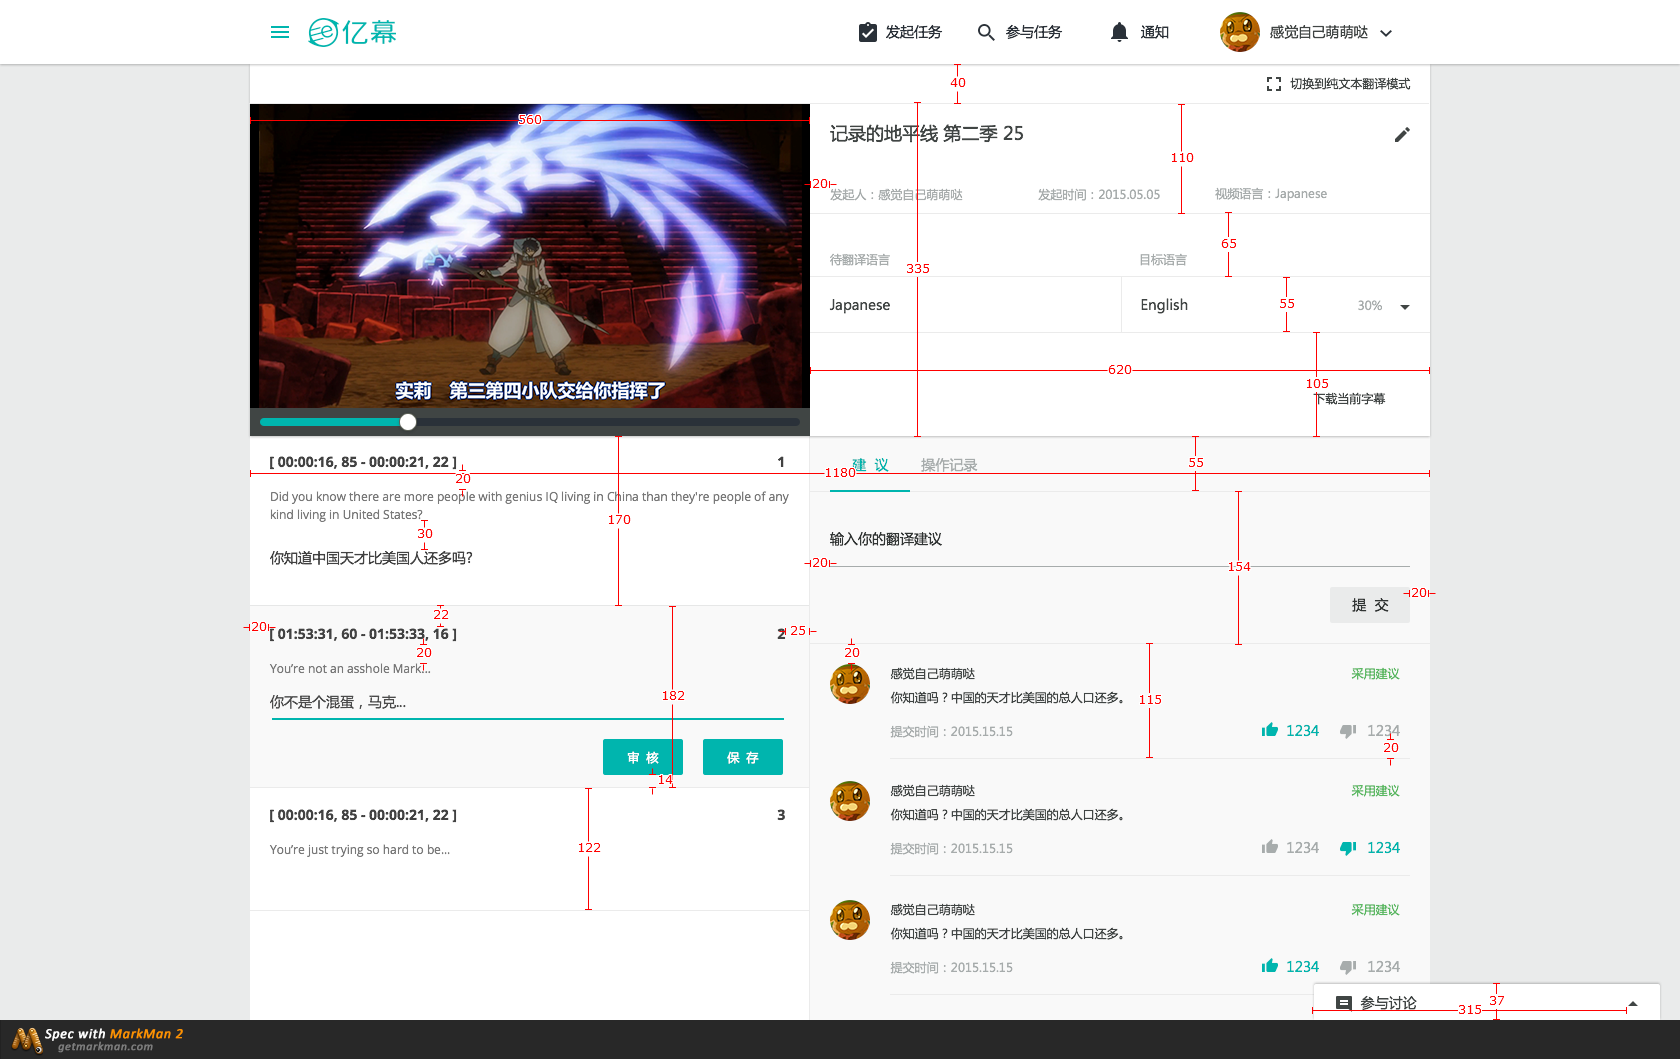 亿幕
发起任务
参与任务
通知
感觉自己萌萌哒
40
切换到纯文本翻译模式
560
记录的地平线 第二季 25
110
20
发起人：感觉自己萌萌哒
发起时间：2015.05.05
视频语言：Japanese
65
待翻译语言
335
目标语言
Japanese
English
55
30%
620
105
实莉 第三第四小队交给你指挥了
下载当前字幕
[ 00:00:16, 85 - 00:00:21, 22 ]
1
20
Did you know there are more people with genius IQ living in China than they're people of any
kind living in United States?
170
30
你知道中国天才比美国人还多吗?
1180
建 议
操作记录
55
输入你的翻译建议
20
154
提 交
20
22
20
[ 01:53:31, 60 - 01:53:33, 16 ]
2
25
20
You’re not an asshole Mark...
你不是个混蛋，马克...
182
审 核
保 存
14
[ 00:00:16, 85 - 00:00:21, 22 ]
3
You’re just trying so hard to be...
122
20
感觉自己萌萌哒
采用建议
你知道吗？中国的天才比美国的总人口还多。
115
提交时间：2015.15.15
1234
1234
20
感觉自己萌萌哒
采用建议
你知道吗？中国的天才比美国的总人口还多。
提交时间：2015.15.15
1234
1234
感觉自己萌萌哒
采用建议
你知道吗？中国的天才比美国的总人口还多。
提交时间：2015.15.15
1234
1234
参与讨论
37
315
Spec with MarkMan 2
getmarkman.com